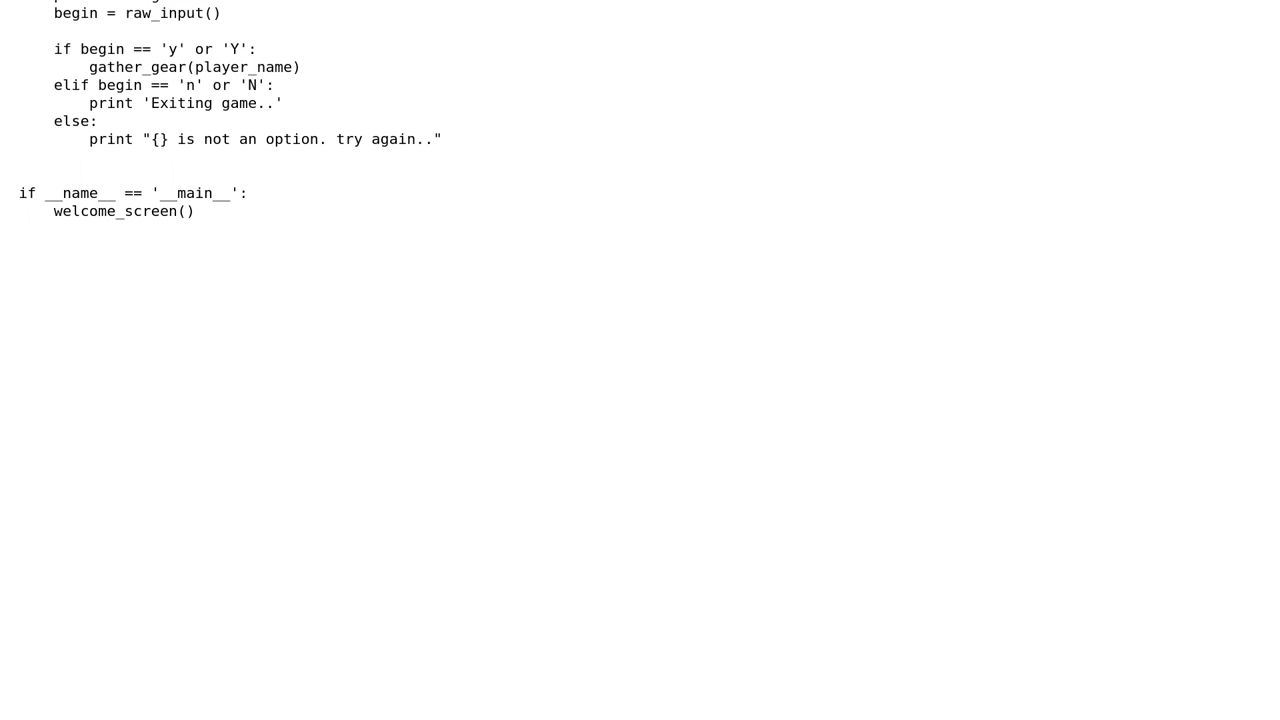 begin = raw_input()
if begin == 'y' or 'Y':
gather_gear(player_name)
elif begin == 'n' or 'N':
print 'Exiting game..'
else:
print "{} is not an option. try again.."
if __name__ == '__main__':
welcome_screen()